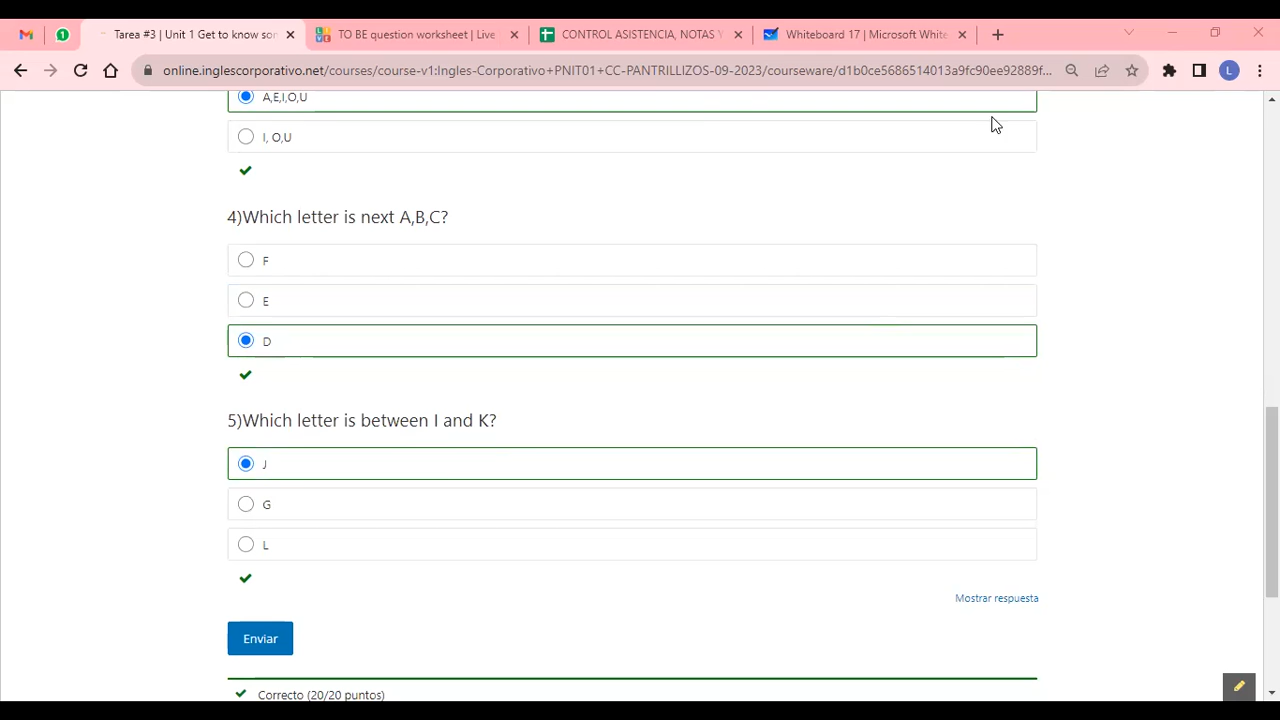 Tarea #3 | Unit 1 Get to know son
TO BE question worksheet | Live
CONTROL ASISTENCIA, NOTAS Y
Whiteboard 17 | Microsoft White
online.inglescorporativo.net/courses/course-v1:Ingles-Corporativo+PNIT01+CC-PANTRILLIZOS-09-2023/courseware/d1b0ce5686514013a9fc90ee92889f...
L
A,E,I,O,U
I, O,U
4)Which letter is next A,B,C?
F
E
D
5)Which letter is between I and K?
J
G
L
Mostrar respuesta
Enviar
Correcto (20/20 puntos)